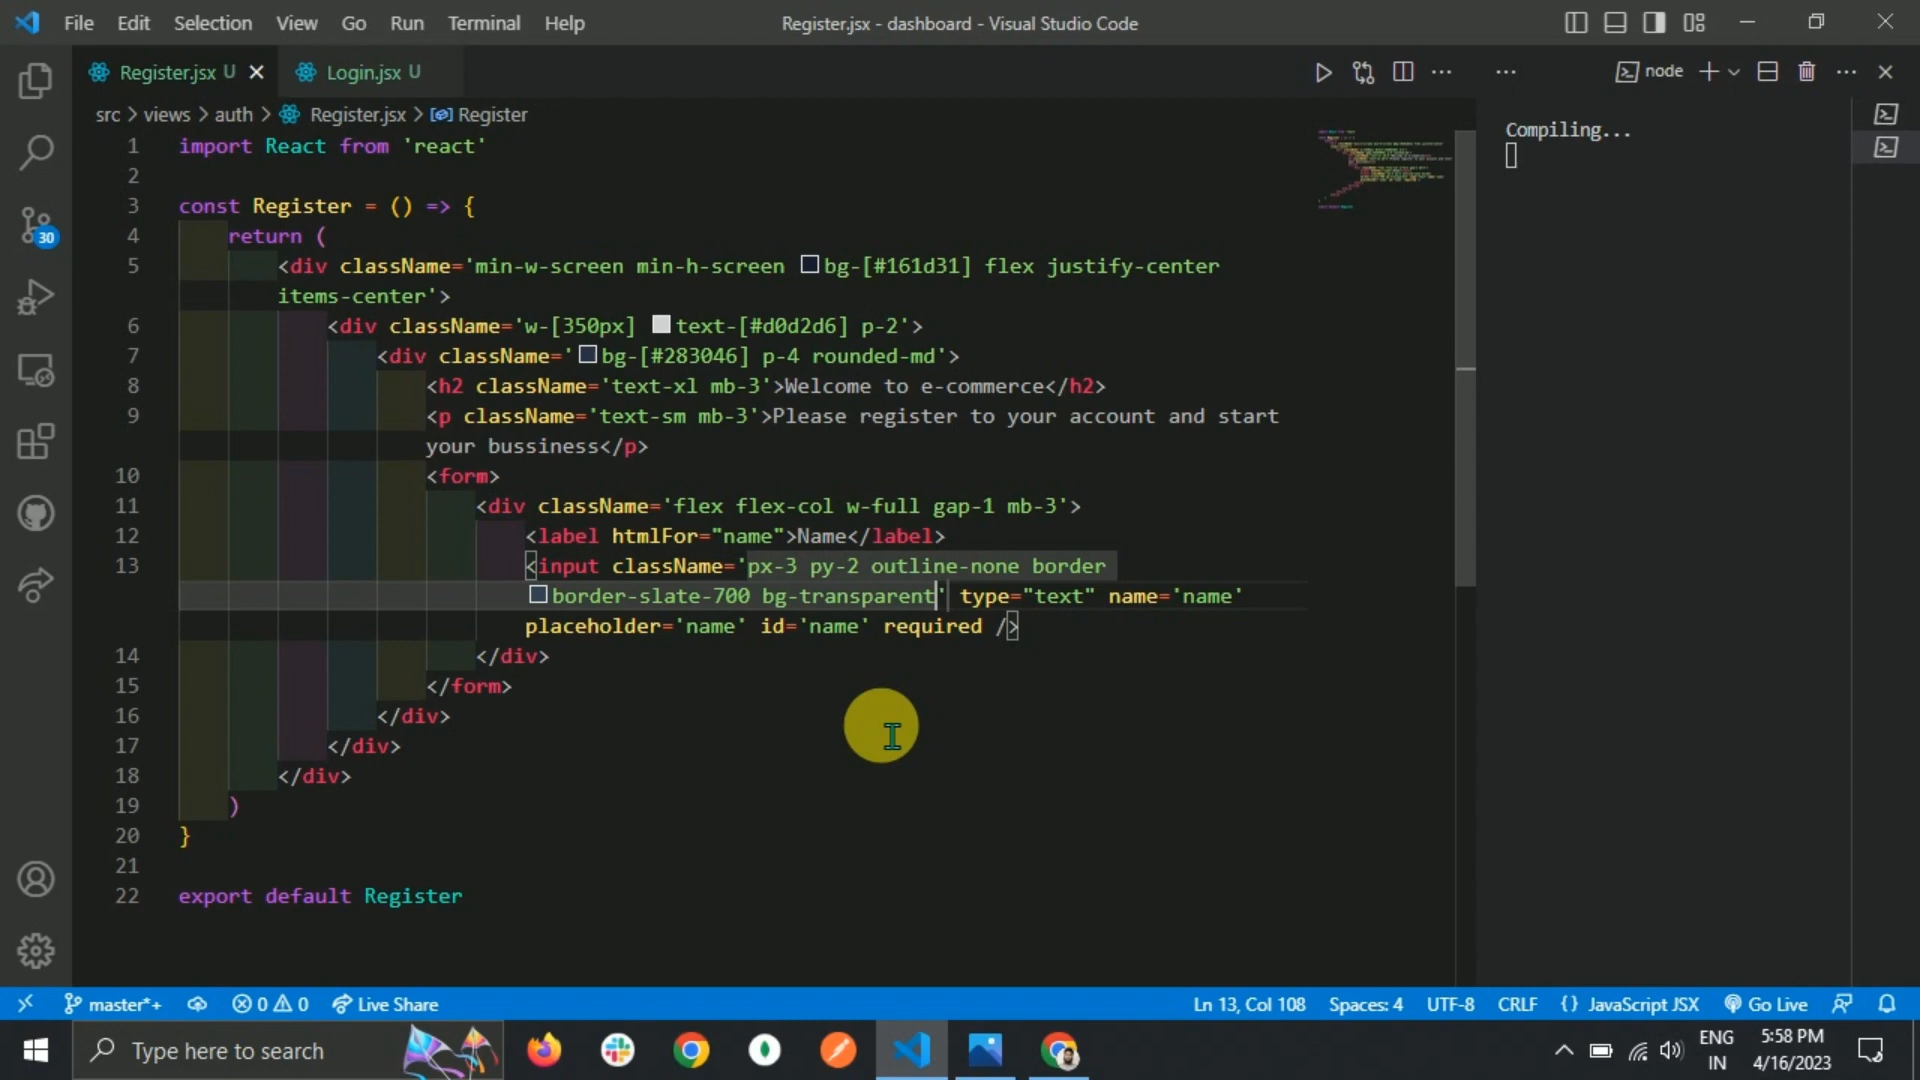 File Edit Selection View Go Run Terminal Help
Register.jsx - dashboard - Visual Studio Code
Register.jsx U Login.jsx U
node
src > views > auth > Register.jsx > Register
1 import React from 'react'
2
3 const Register = () => {
4 return (
5 <div className='min-w-screen min-h-screen bg-[#161d31] flex justify-center
items-center'>
6 <div className='w-[350px] text-[#d0d2d6] p-2'>
7 <div className='bg-[#283046] p-4 rounded-md'>
8 <h2 className='text-xl mb-3'>Welcome to e-commerce</h2>
9 <p className='text-sm mb-3'>Please register to your account and start
your bussiness</p>
10 <form>
11 <div className='flex flex-col w-full gap-1 mb-3'>
12 <label htmlFor="name">Name</label>
13 <input className='px-3 py-2 outline-none border
border-slate-700 bg-transparent' type="text" name='name'
placeholder='name' id='name' required />
14 </div>
15 </form>
16 </div>
17 </div>
18 </div>
19 )
20 }
21
22 export default Register
Compiling...
30
master*+ 0 0 Live Share
Ln 13, Col 108 Spaces: 4 UTF-8 CRLF {} JavaScript JSX Go Live
Type here to search
ENG
IN
5:58 PM
4/16/2023